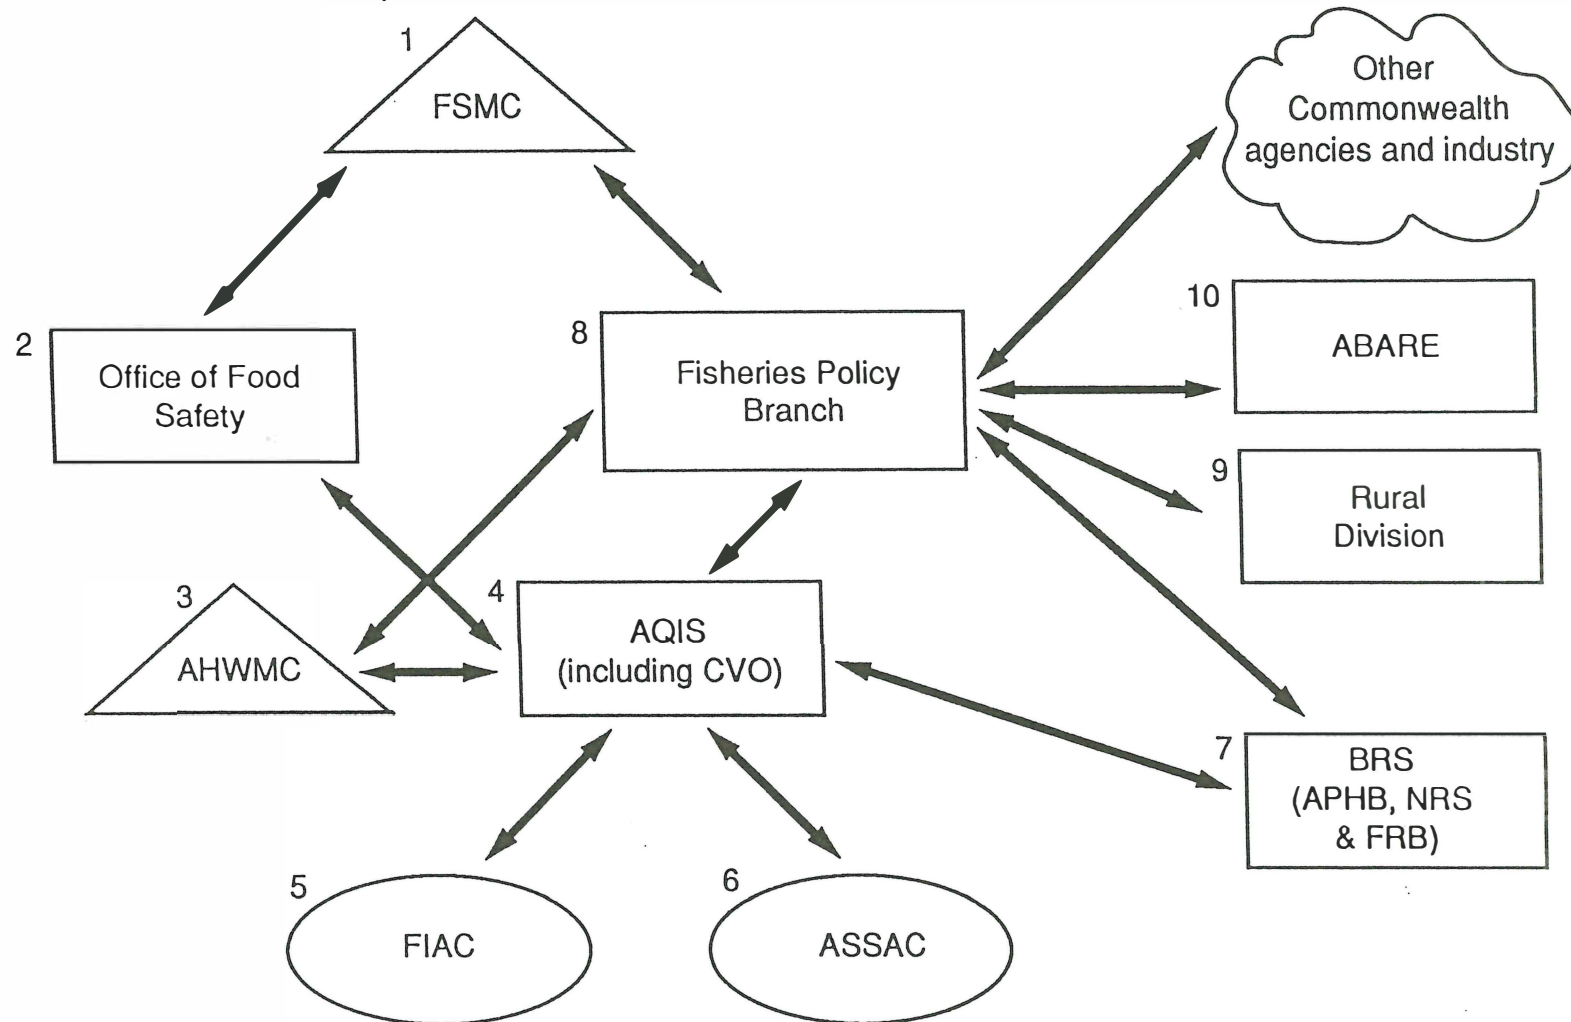 1
FSMC
Other
Commonwealth
agencies and industry
2
Office of Food
Safety
8
Fisheries Policy
Branch
10
ABARE
9
Rural
Division
3
AHWMC
4
AQIS
(including CVO)
7
BRS
(APHB, NRS
& FRB)
5
FIAC
6
ASSAC